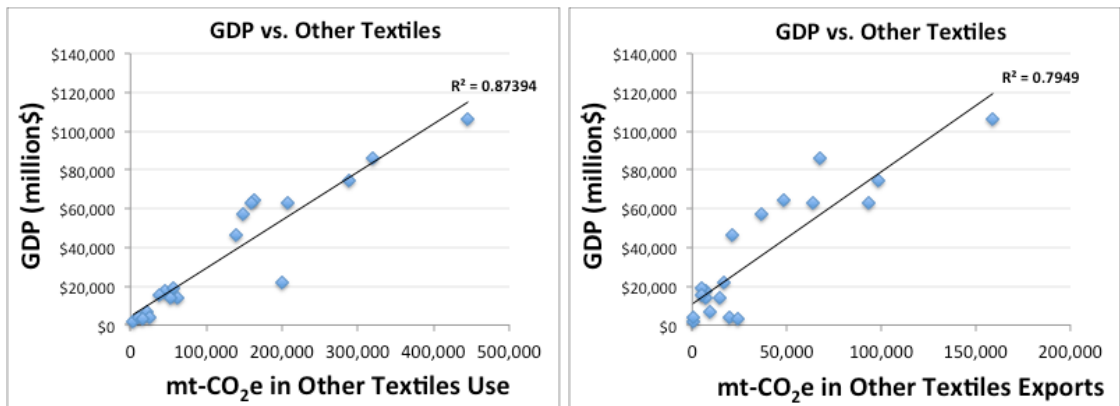 GDP vs. Other Textiles
$140,000
$120,000
$100,000
$80,000
$60,000
$40,000
$20,000
$0
GDP (million$)
R² = 0.87394
0 100,000 200,000 300,000 400,000 500,000
mt-CO₂e in Other Textiles Use
GDP vs. Other Textiles
$140,000
$120,000
$100,000
$80,000
$60,000
$40,000
$20,000
$0
GDP (million$)
R² = 0.7949
0 50,000 100,000 150,000 200,000
mt-CO₂e in Other Textiles Exports